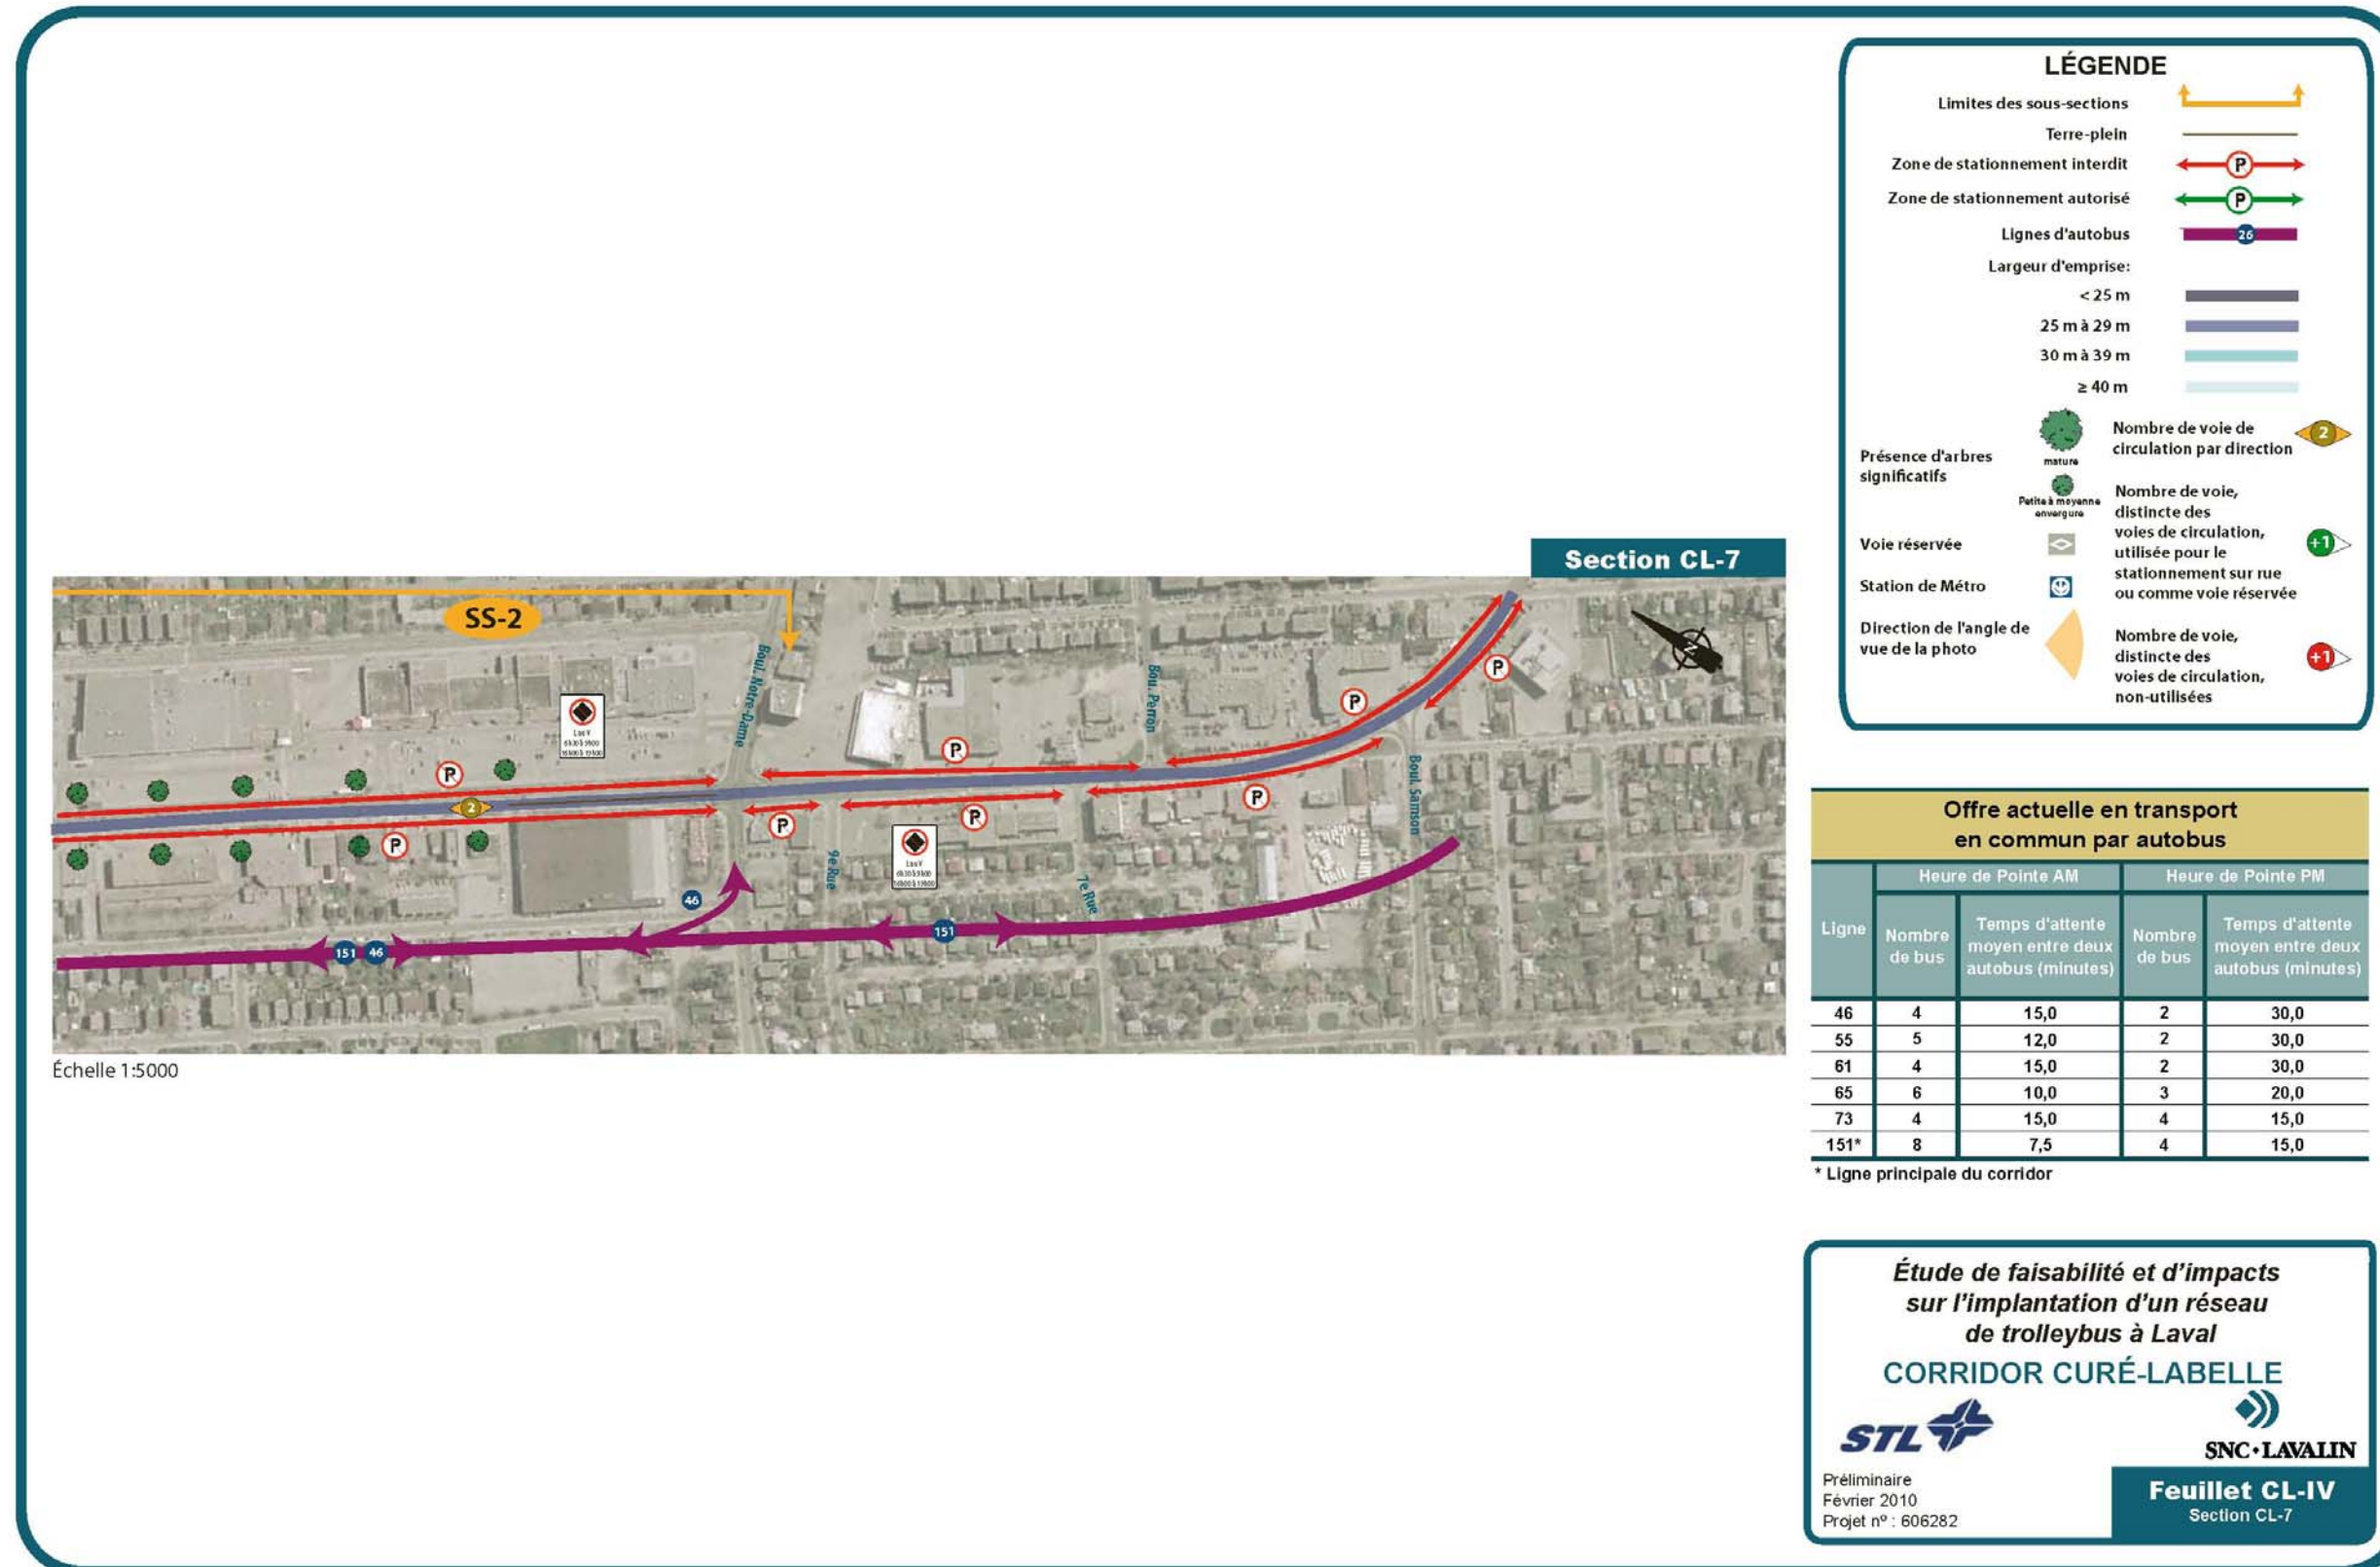 LÉGENDE
Limites des sous-sections
Terre-plein
Zone de stationnement interdit
P
Zone de stationnement autorisé
P
Lignes d'autobus
26
Largeur d'emprise:
< 25 m
25 m à 29 m
30 m à 39 m
≥ 40 m
Présence d'arbres
significatifs
mature
Petite à moyenne
envergure
Voie réservée
Station de Métro
Direction de l'angle de
vue de la photo
Nombre de voie de
circulation par direction
2
Nombre de voie,
distincte des
voies de circulation,
utilisée pour le
stationnement sur rue
ou comme voie réservée
+1
Nombre de voie,
distincte des
voies de circulation,
non-utilisées
+1
Section CL-7
SS-2
N
Boul. Notre-Dame
Bou. Perron
Boul. Samson
9e Rue
7e Rue
P
P
P
P
P
P
P
P
2
46
151 46
151
Échelle 1:5000
Offre actuelle en transport
en commun par autobus
Ligne
Heure de Pointe AM
Heure de Pointe PM
Nombre
de bus
Temps d'attente
moyen entre deux
autobus (minutes)
Nombre
de bus
Temps d'attente
moyen entre deux
autobus (minutes)
46 4 15,0 2 30,0
55 5 12,0 2 30,0
61 4 15,0 2 30,0
65 6 10,0 3 20,0
73 4 15,0 4 15,0
151* 8 7,5 4 15,0
* Ligne principale du corridor
Étude de faisabilité et d'impacts
sur l'implantation d'un réseau
de trolleybus à Laval
CORRIDOR CURÉ-LABELLE
STL
SNC•LAVALIN
Préliminaire
Février 2010
Projet nº : 606282
Feuillet CL-IV
Section CL-7